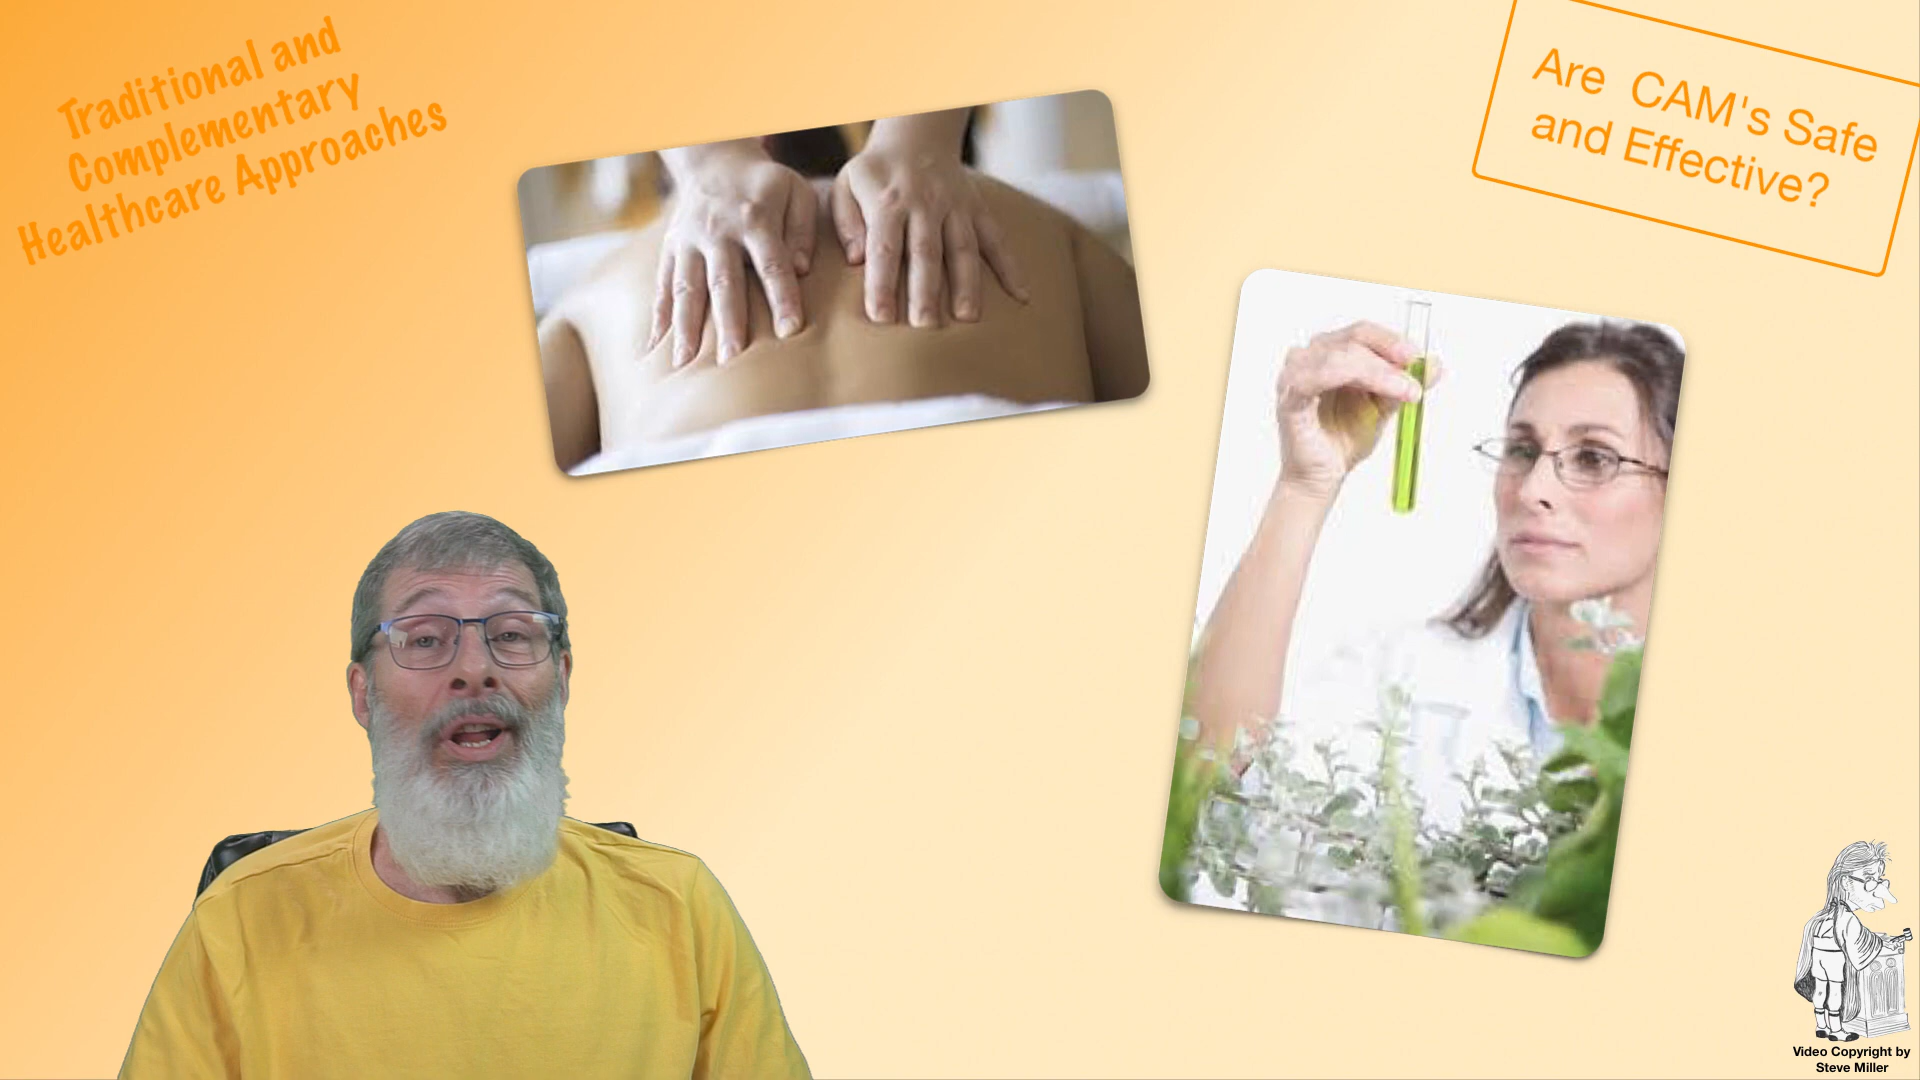 Traditional and
Complementary
Healthcare Approaches
Are CAM's Safe
and Effective?
Video Copyright by
Steve Miller